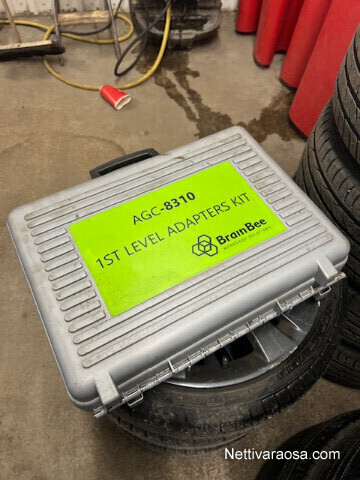 AGC-8310
1ST LEVEL ADAPTERS KIT
BrainBee
Nettivaraosa.com